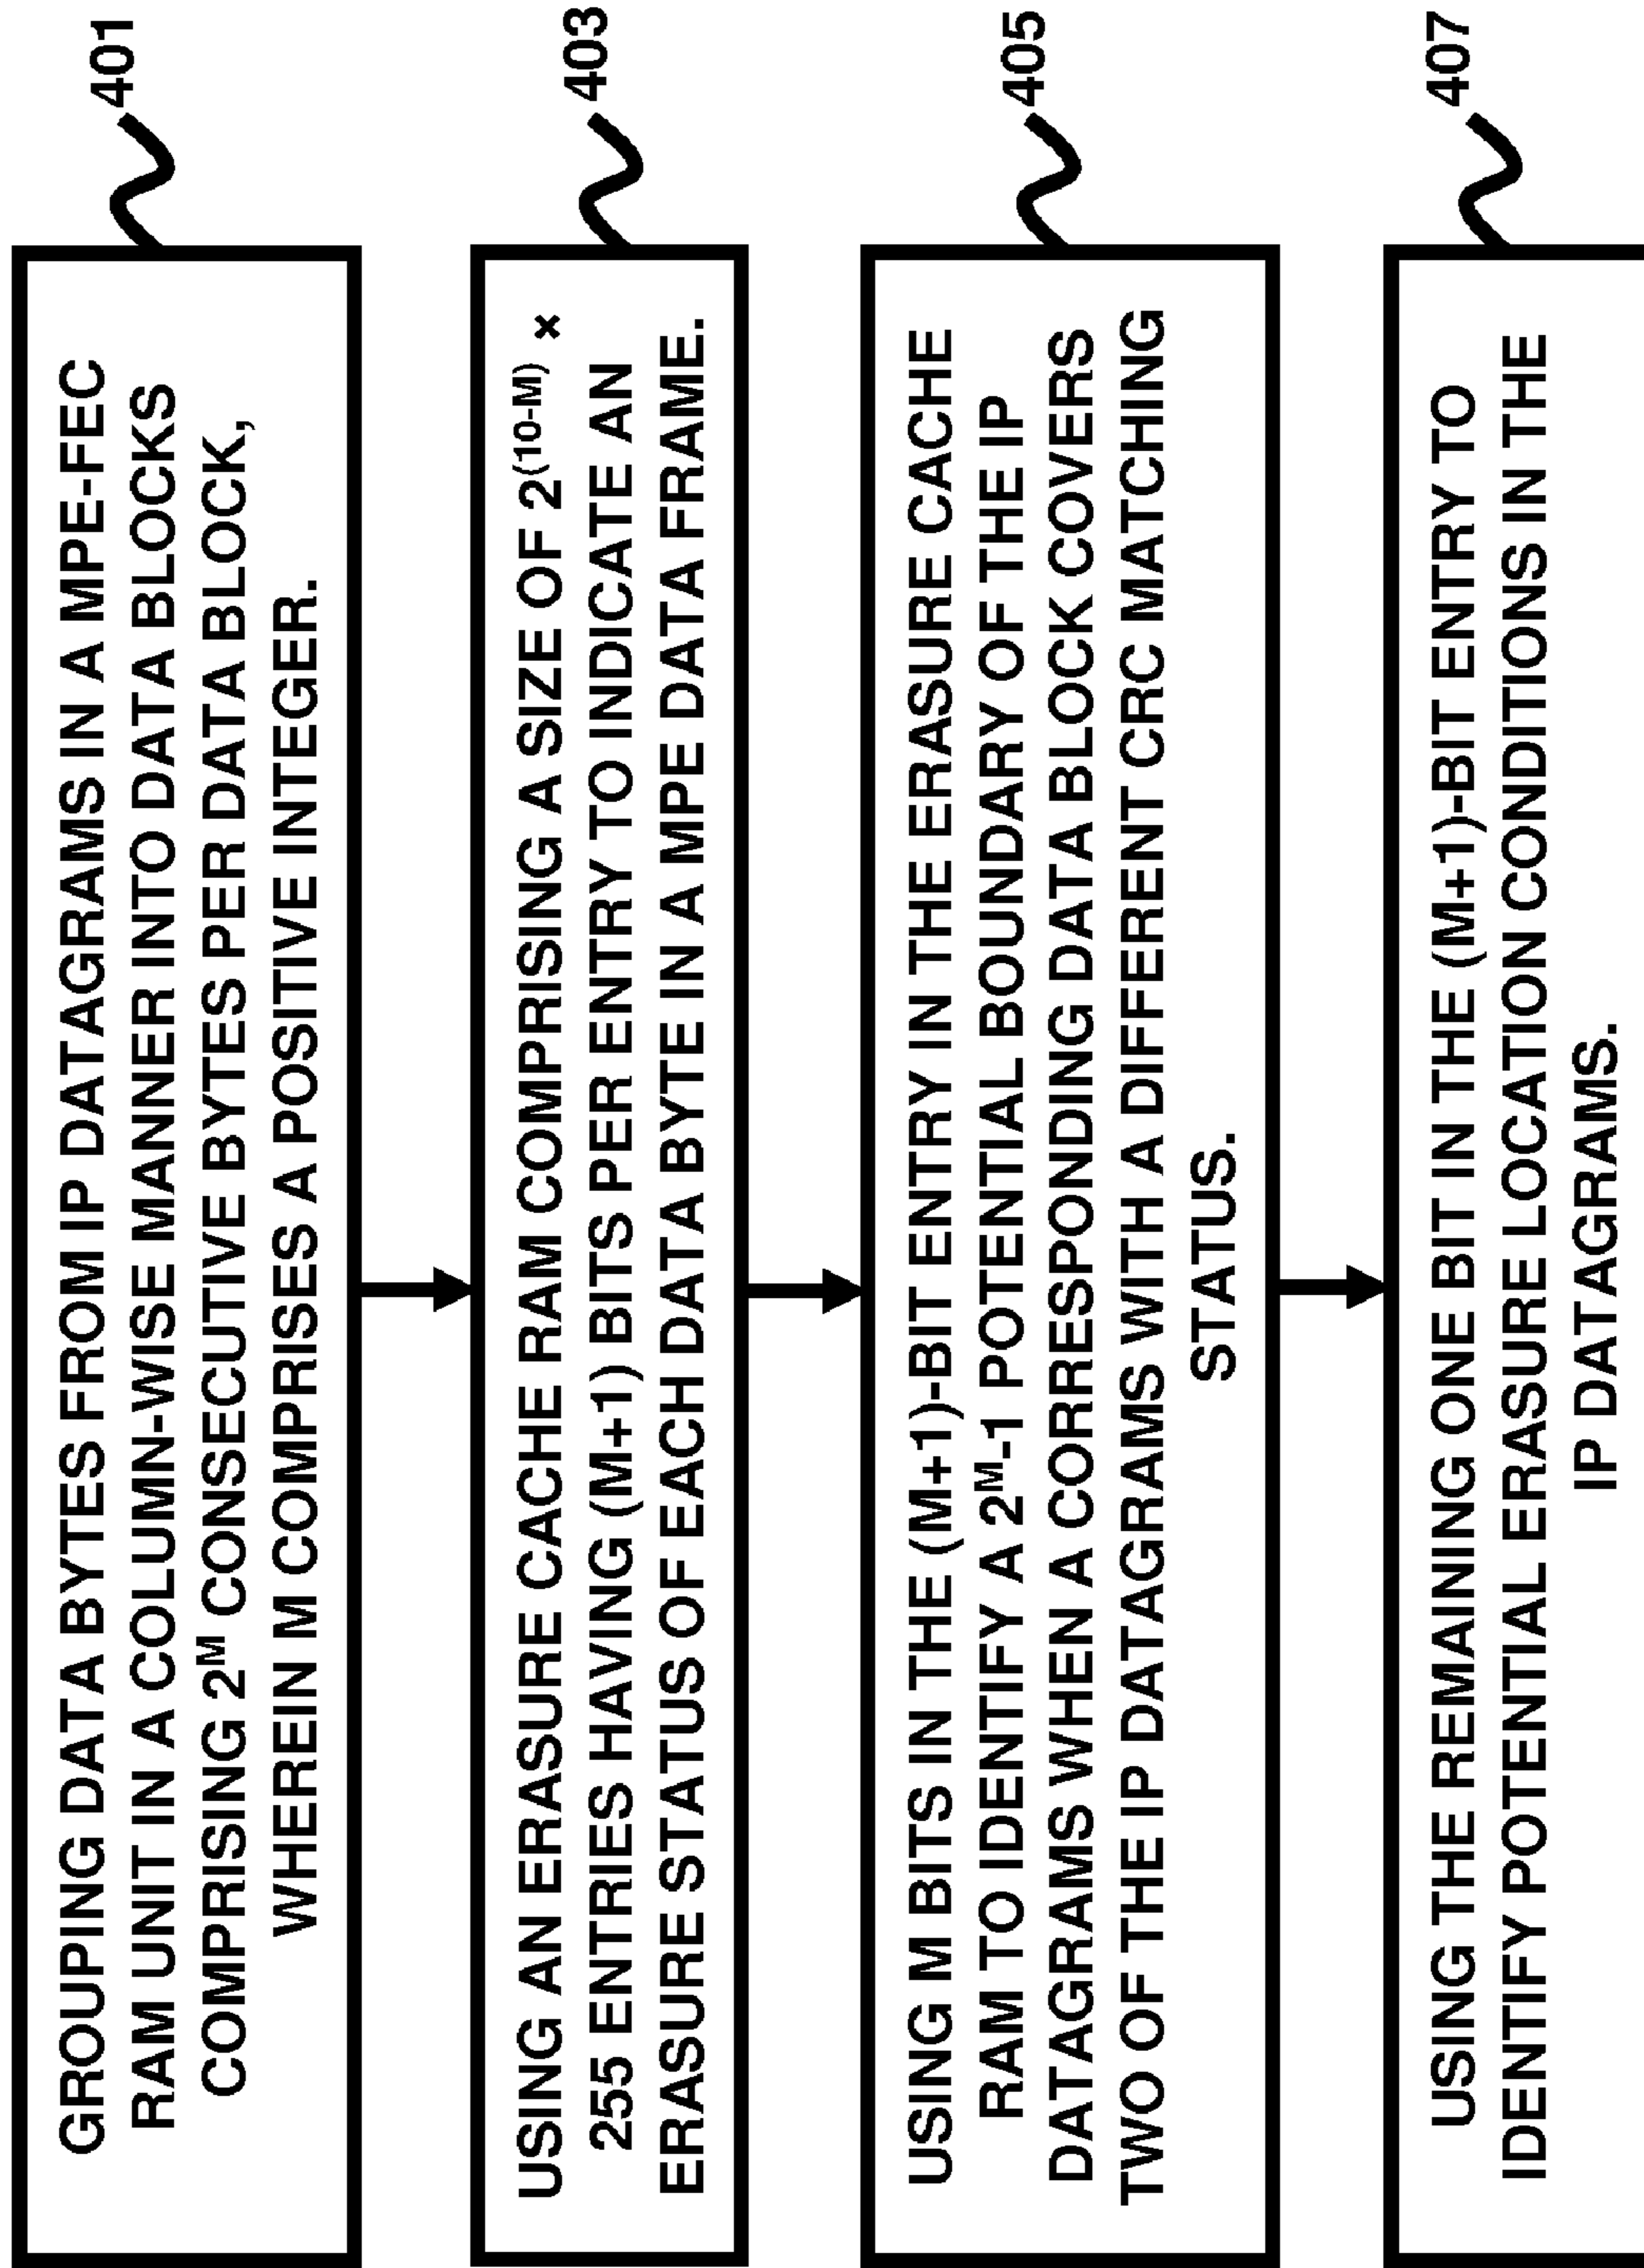 GROUPING DATA BYTES FROM IP DATAGRAMS IN A MPE-FEC
RAM UNIT IN A COLUMN-WISE MANNER INTO DATA BLOCKS
COMPRISING 2^M CONSECUTIVE BYTES PER DATA BLOCK,
WHEREIN M COMPRISES A POSITIVE INTEGER.
401
USING AN ERASURE CACHE RAM COMPRISING A SIZE OF 2^(10-M) ×
255 ENTRIES HAVING (M+1) BITS PER ENTRY TO INDICATE AN
ERASURE STATUS OF EACH DATA BYTE IN A MPE DATA FRAME.
403
USING M BITS IN THE (M+1)-BIT ENTRY IN THE ERASURE CACHE
RAM TO IDENTIFY A 2^M-1 POTENTIAL BOUNDARY OF THE IP
DATAGRAMS WHEN A CORRESPONDING DATA BLOCK COVERS
TWO OF THE IP DATAGRAMS WITH A DIFFERENT CRC MATCHING
STATUS.
405
USING THE REMAINING ONE BIT IN THE (M+1)-BIT ENTRY TO
IDENTIFY POTENTIAL ERASURE LOCATION CONDITIONS IN THE
IP DATAGRAMS.
407